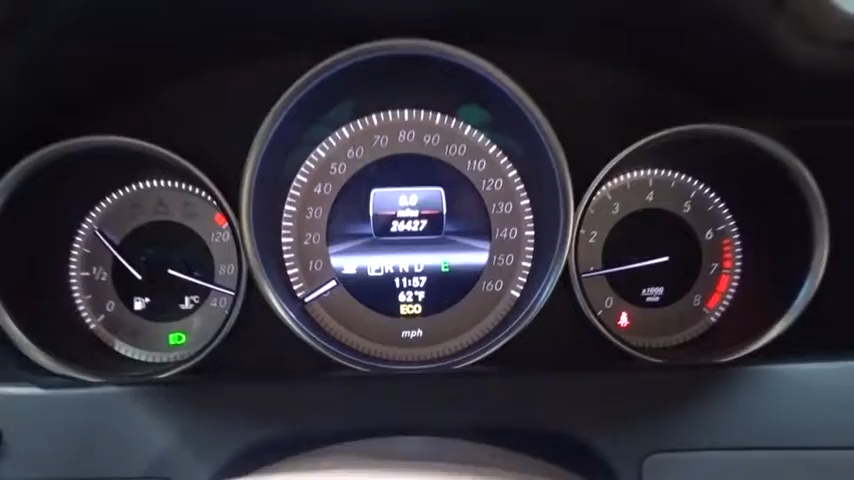 0 1/2 120 80 40 °C
10 20 30 40 50 60 70 80 90 100 110 120 130 140 150 160
0.0
miles
26427
P R N D E
11:57
62°F
ECO
mph
0 1 2 3 4 5 6 7 8
x1000
min